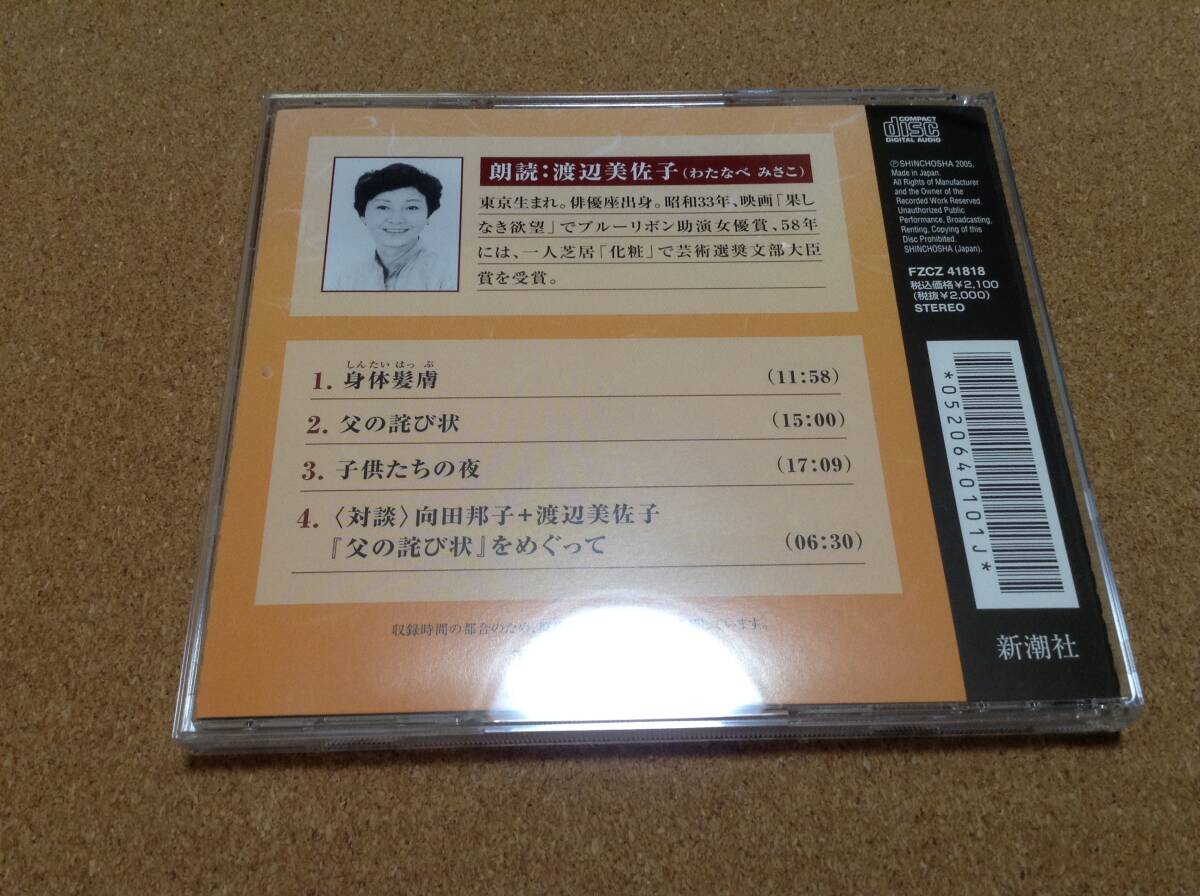 朗読：渡辺美佐子（わたなべ みさこ）
東京生まれ。俳優座出身。昭和33年、映画「果し
なき欲望」でブルーリボン助演女優賞、58年
には、一人芝居「化粧」で芸術選奨文部大臣
賞を受賞。
しんたい はっ ぷ
1. 身体髪膚 (11:58)
2. 父の詫び状 (15:00)
3. 子供たちの夜 (17:09)
4. 〈対談〉向田邦子＋渡辺美佐子
『父の詫び状』をめぐって (06:30)
収録時間の都合のため、 います。
COMPACT
disc
DIGITAL AUDIO
Ⓟ SHINCHOSHA 2005.
Made in Japan.
All Rights of Manufacturer
and the Owner of the
Recorded Work Reserved.
Unauthorized Public
Performance, Broadcasting,
Renting, Copying of this
Disc Prohibited.
SHINCHOSHA (Japan).
FZCZ 41818
税込価格￥2,100
(税抜￥2,000)
STEREO
*0520640101J*
新潮社